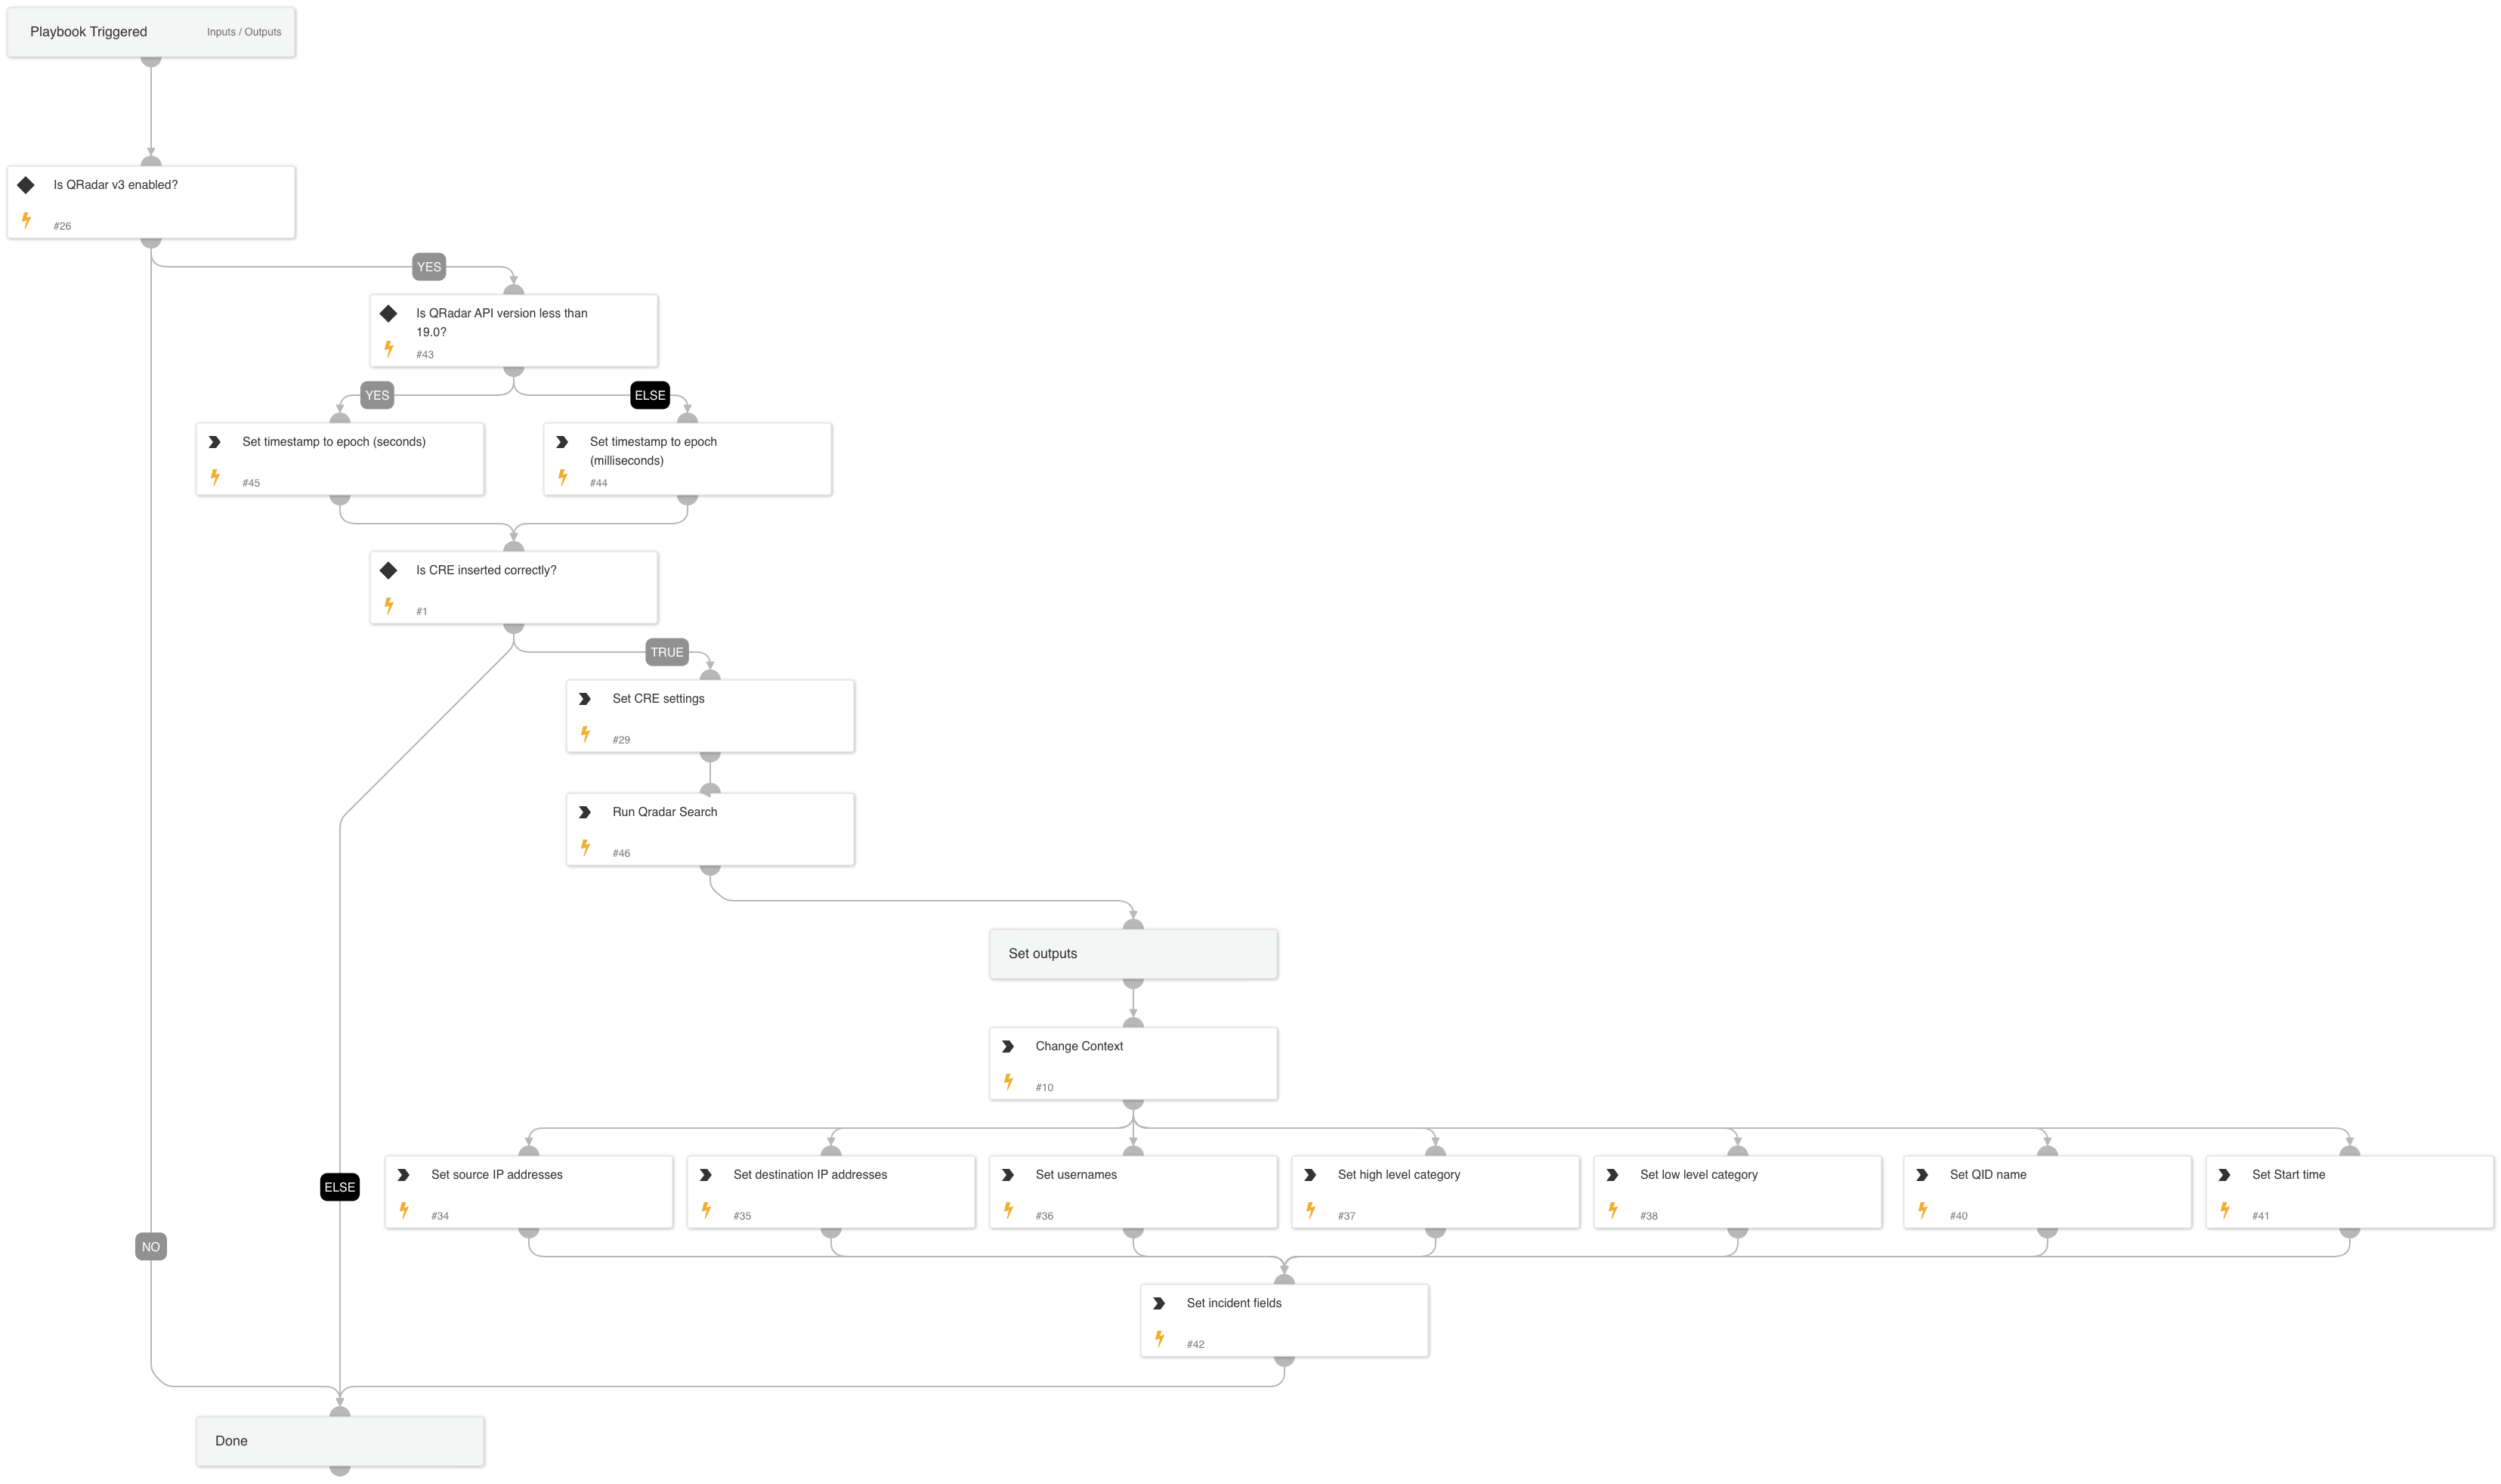 Playbook Triggered
Inputs / Outputs
Is QRadar v3 enabled?
#26
YES
Is QRadar API version less than
19.0?
#43
YES
ELSE
Set timestamp to epoch (seconds)
#45
Set timestamp to epoch
(milliseconds)
#44
Is CRE inserted correctly?
#1
TRUE
Set CRE settings
#29
Run Qradar Search
#46
Set outputs
Change Context
#10
Set source IP addresses
#34
Set destination IP addresses
#35
Set usernames
#36
Set high level category
#37
Set low level category
#38
Set QID name
#40
Set Start time
#41
ELSE
NO
Set incident fields
#42
Done